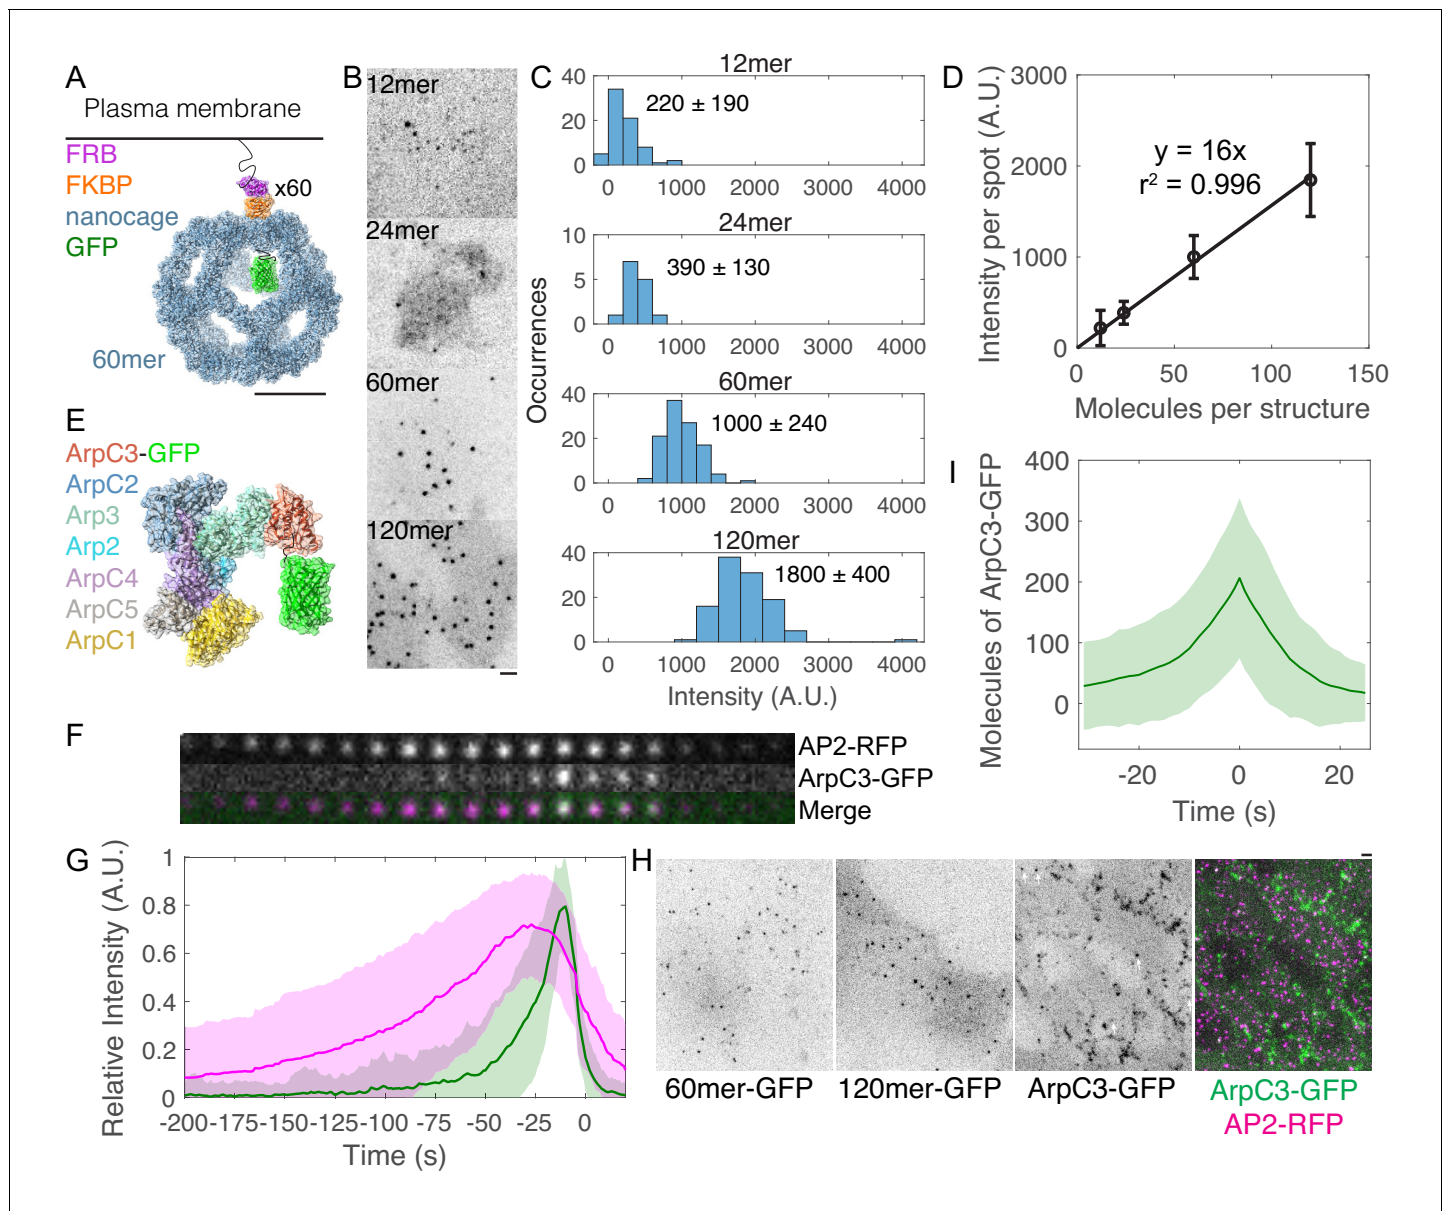 A
Plasma membrane
FRB
FKBP
nanocage
GFP
x60
60mer
B
12mer
24mer
60mer
120mer
C
12mer
220 ± 190
40
20
0
0 1000 2000 3000 4000
24mer
390 ± 130
10
5
0
0 1000 2000 3000 4000
Occurrences
60mer
1000 ± 240
40
20
0
0 1000 2000 3000 4000
120mer
1800 ± 400
40
20
0
0 1000 2000 3000 4000
Intensity (A.U.)
D
Intensity per spot (A.U.)
3000
2000
1000
0
y = 16x
r² = 0.996
0 50 100 150
Molecules per structure
E
ArpC3-GFP
ArpC2
Arp3
Arp2
ArpC4
ArpC5
ArpC1
I
Molecules of ArpC3-GFP
400
300
200
100
0
-20 0 20
Time (s)
F
AP2-RFP
ArpC3-GFP
Merge
G
Relative Intensity (A.U.)
1
0.8
0.6
0.4
0.2
0
-200 -175 -150 -125 -100 -75 -50 -25 0
Time (s)
H
60mer-GFP
120mer-GFP
ArpC3-GFP
ArpC3-GFP
AP2-RFP